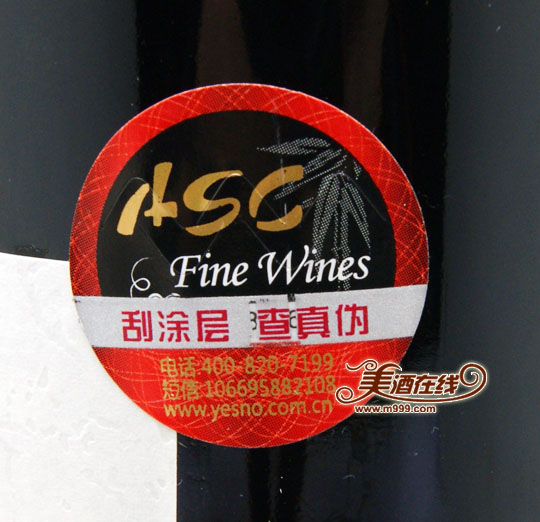 ASC
Fine Wines
刮涂层 查真伪
电话:400-820-7199
短信:106695882108
www.yesno.com.cn
美酒在线
www.m999.com